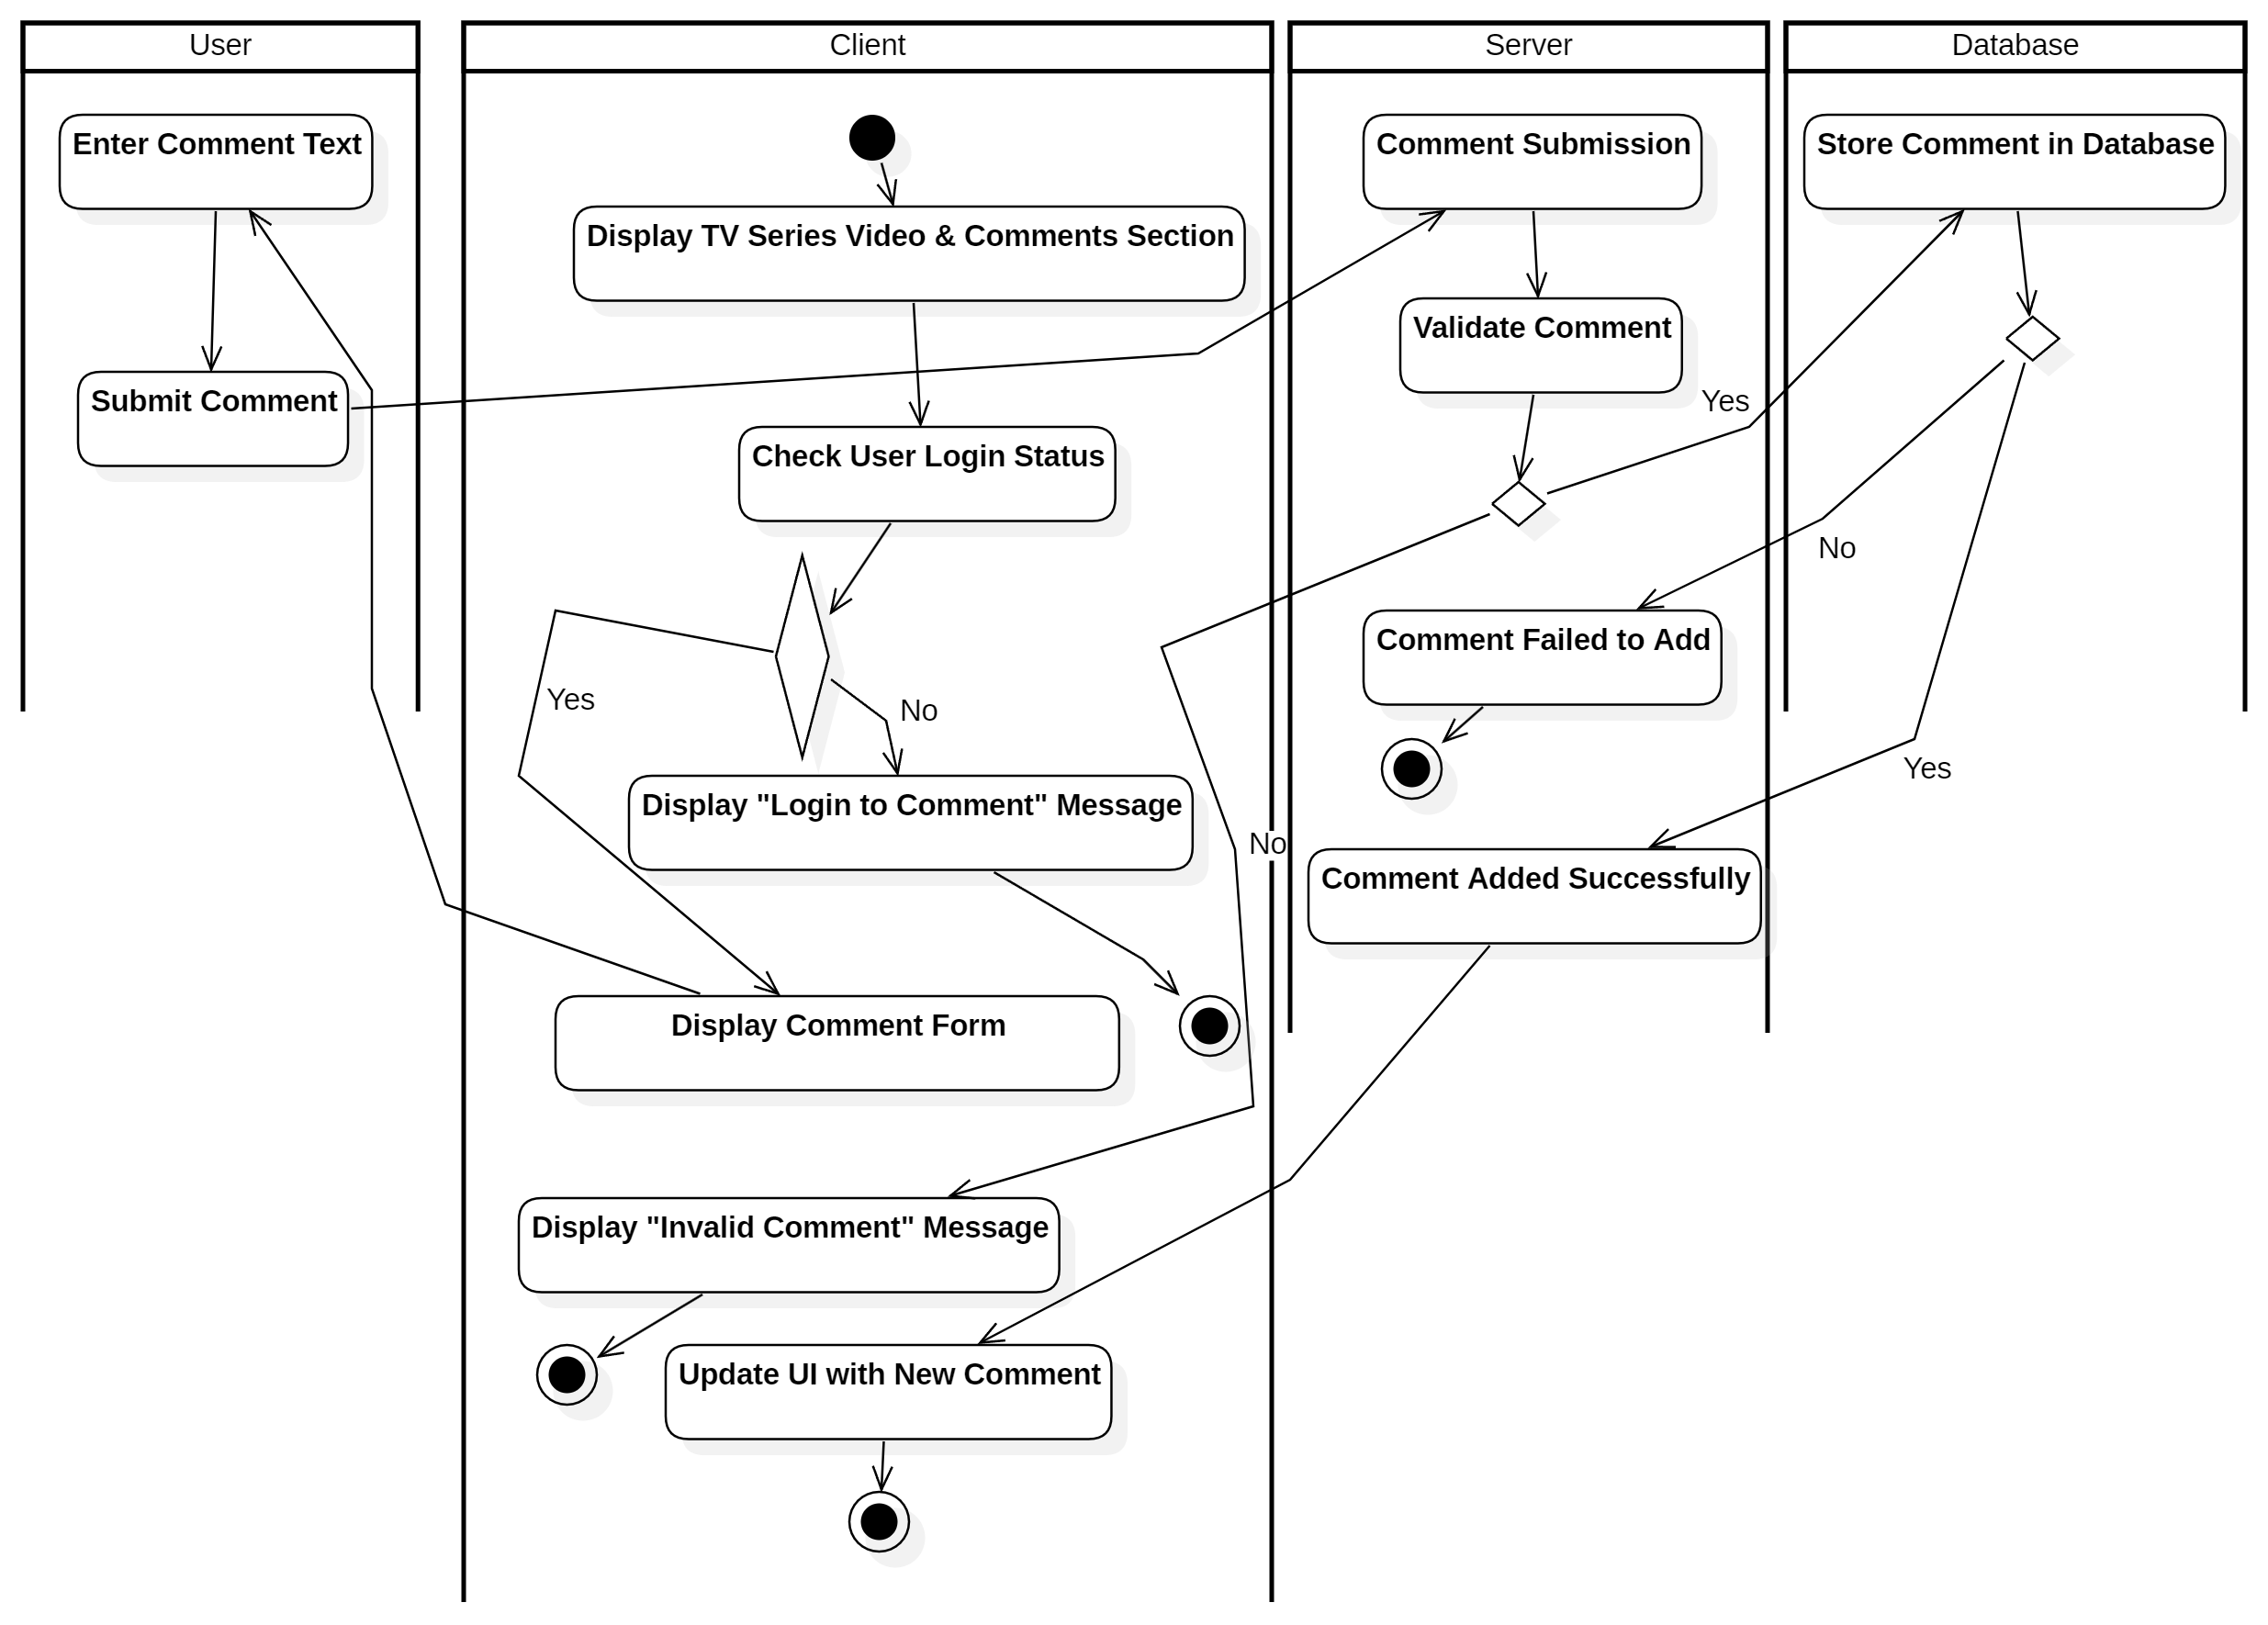 User
Client
Server
Database
Enter Comment Text
Comment Submission
Store Comment in Database
Display TV Series Video & Comments Section
Validate Comment
Submit Comment
Yes
Check User Login Status
No
Comment Failed to Add
Yes
No
Yes
Display "Login to Comment" Message
No
Comment Added Successfully
Display Comment Form
Display "Invalid Comment" Message
Update UI with New Comment